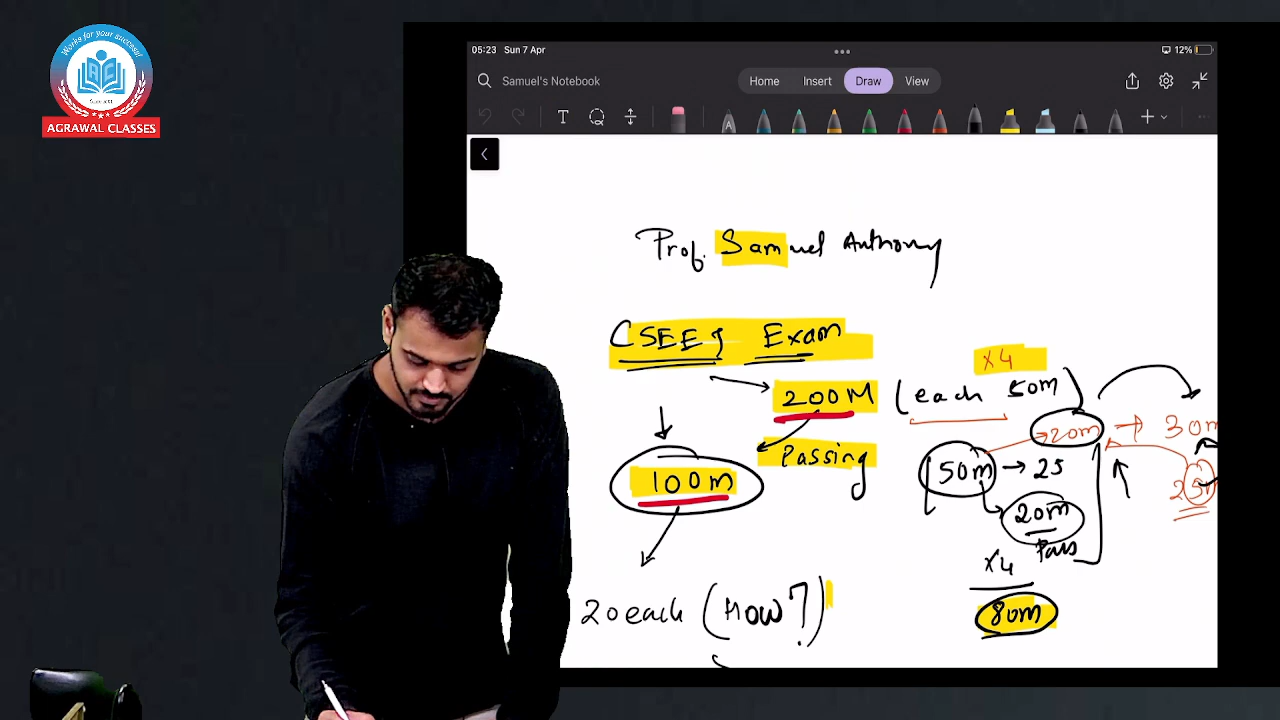 Works for your success!
AGRAWAL CLASSES
05:23 Sun 7 Apr
12%
Samuel's Notebook
Home Insert Draw View
T
A
Prof. Samuel Anthony
CSEEt Exam
X4
200M (each 50m)
20m → 30m
Passing
100m
50m → 25
25m
20m
Pass
X4
20 each (How?)
80m